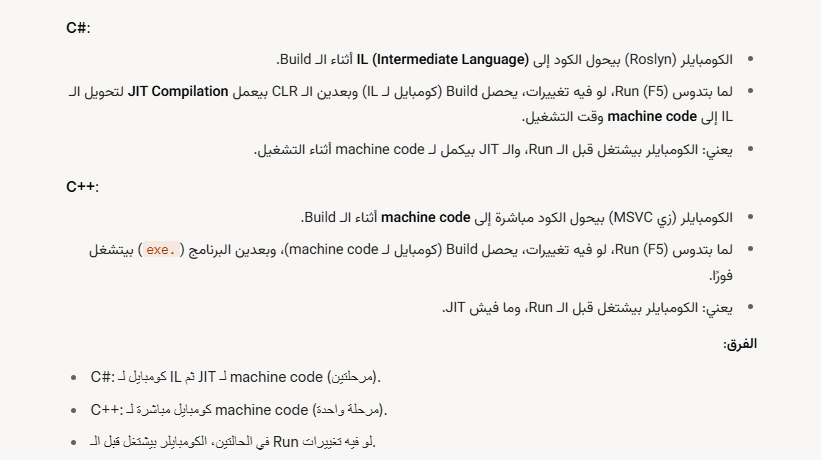 C#:
الكومبايلر (Roslyn) بيحول الكود إلى IL (Intermediate Language) أثناء الـ Build.
لما بتدوس Run (F5)، لو فيه تغييرات، يحصل Build (كومبايل لـ IL) وبعدين الـ CLR بيعمل JIT Compilation لتحويل الـ
IL إلى machine code وقت التشغيل.
يعني: الكومبايلر بيشتغل قبل الـ Run، والـ JIT بيكمل لـ machine code أثناء التشغيل.
C++:
الكومبايلر (زي MSVC) بيحول الكود مباشرة إلى machine code أثناء الـ Build.
لما بتدوس Run (F5)، لو فيه تغييرات، يحصل Build (كومبايل لـ machine code)، وبعدين البرنامج (.exe) بيتشغل
فورًا.
يعني: الكومبايلر بيشتغل قبل الـ Run، وما فيش JIT.
الفرق:
C#: كومبايل لـ IL ثم JIT لـ machine code (مرحلتين).
C++: كومبايل مباشرة لـ machine code (مرحلة واحدة).
في الحالتين، الكومبايلر بيشتغل قبل الـ Run لو فيه تغييرات.